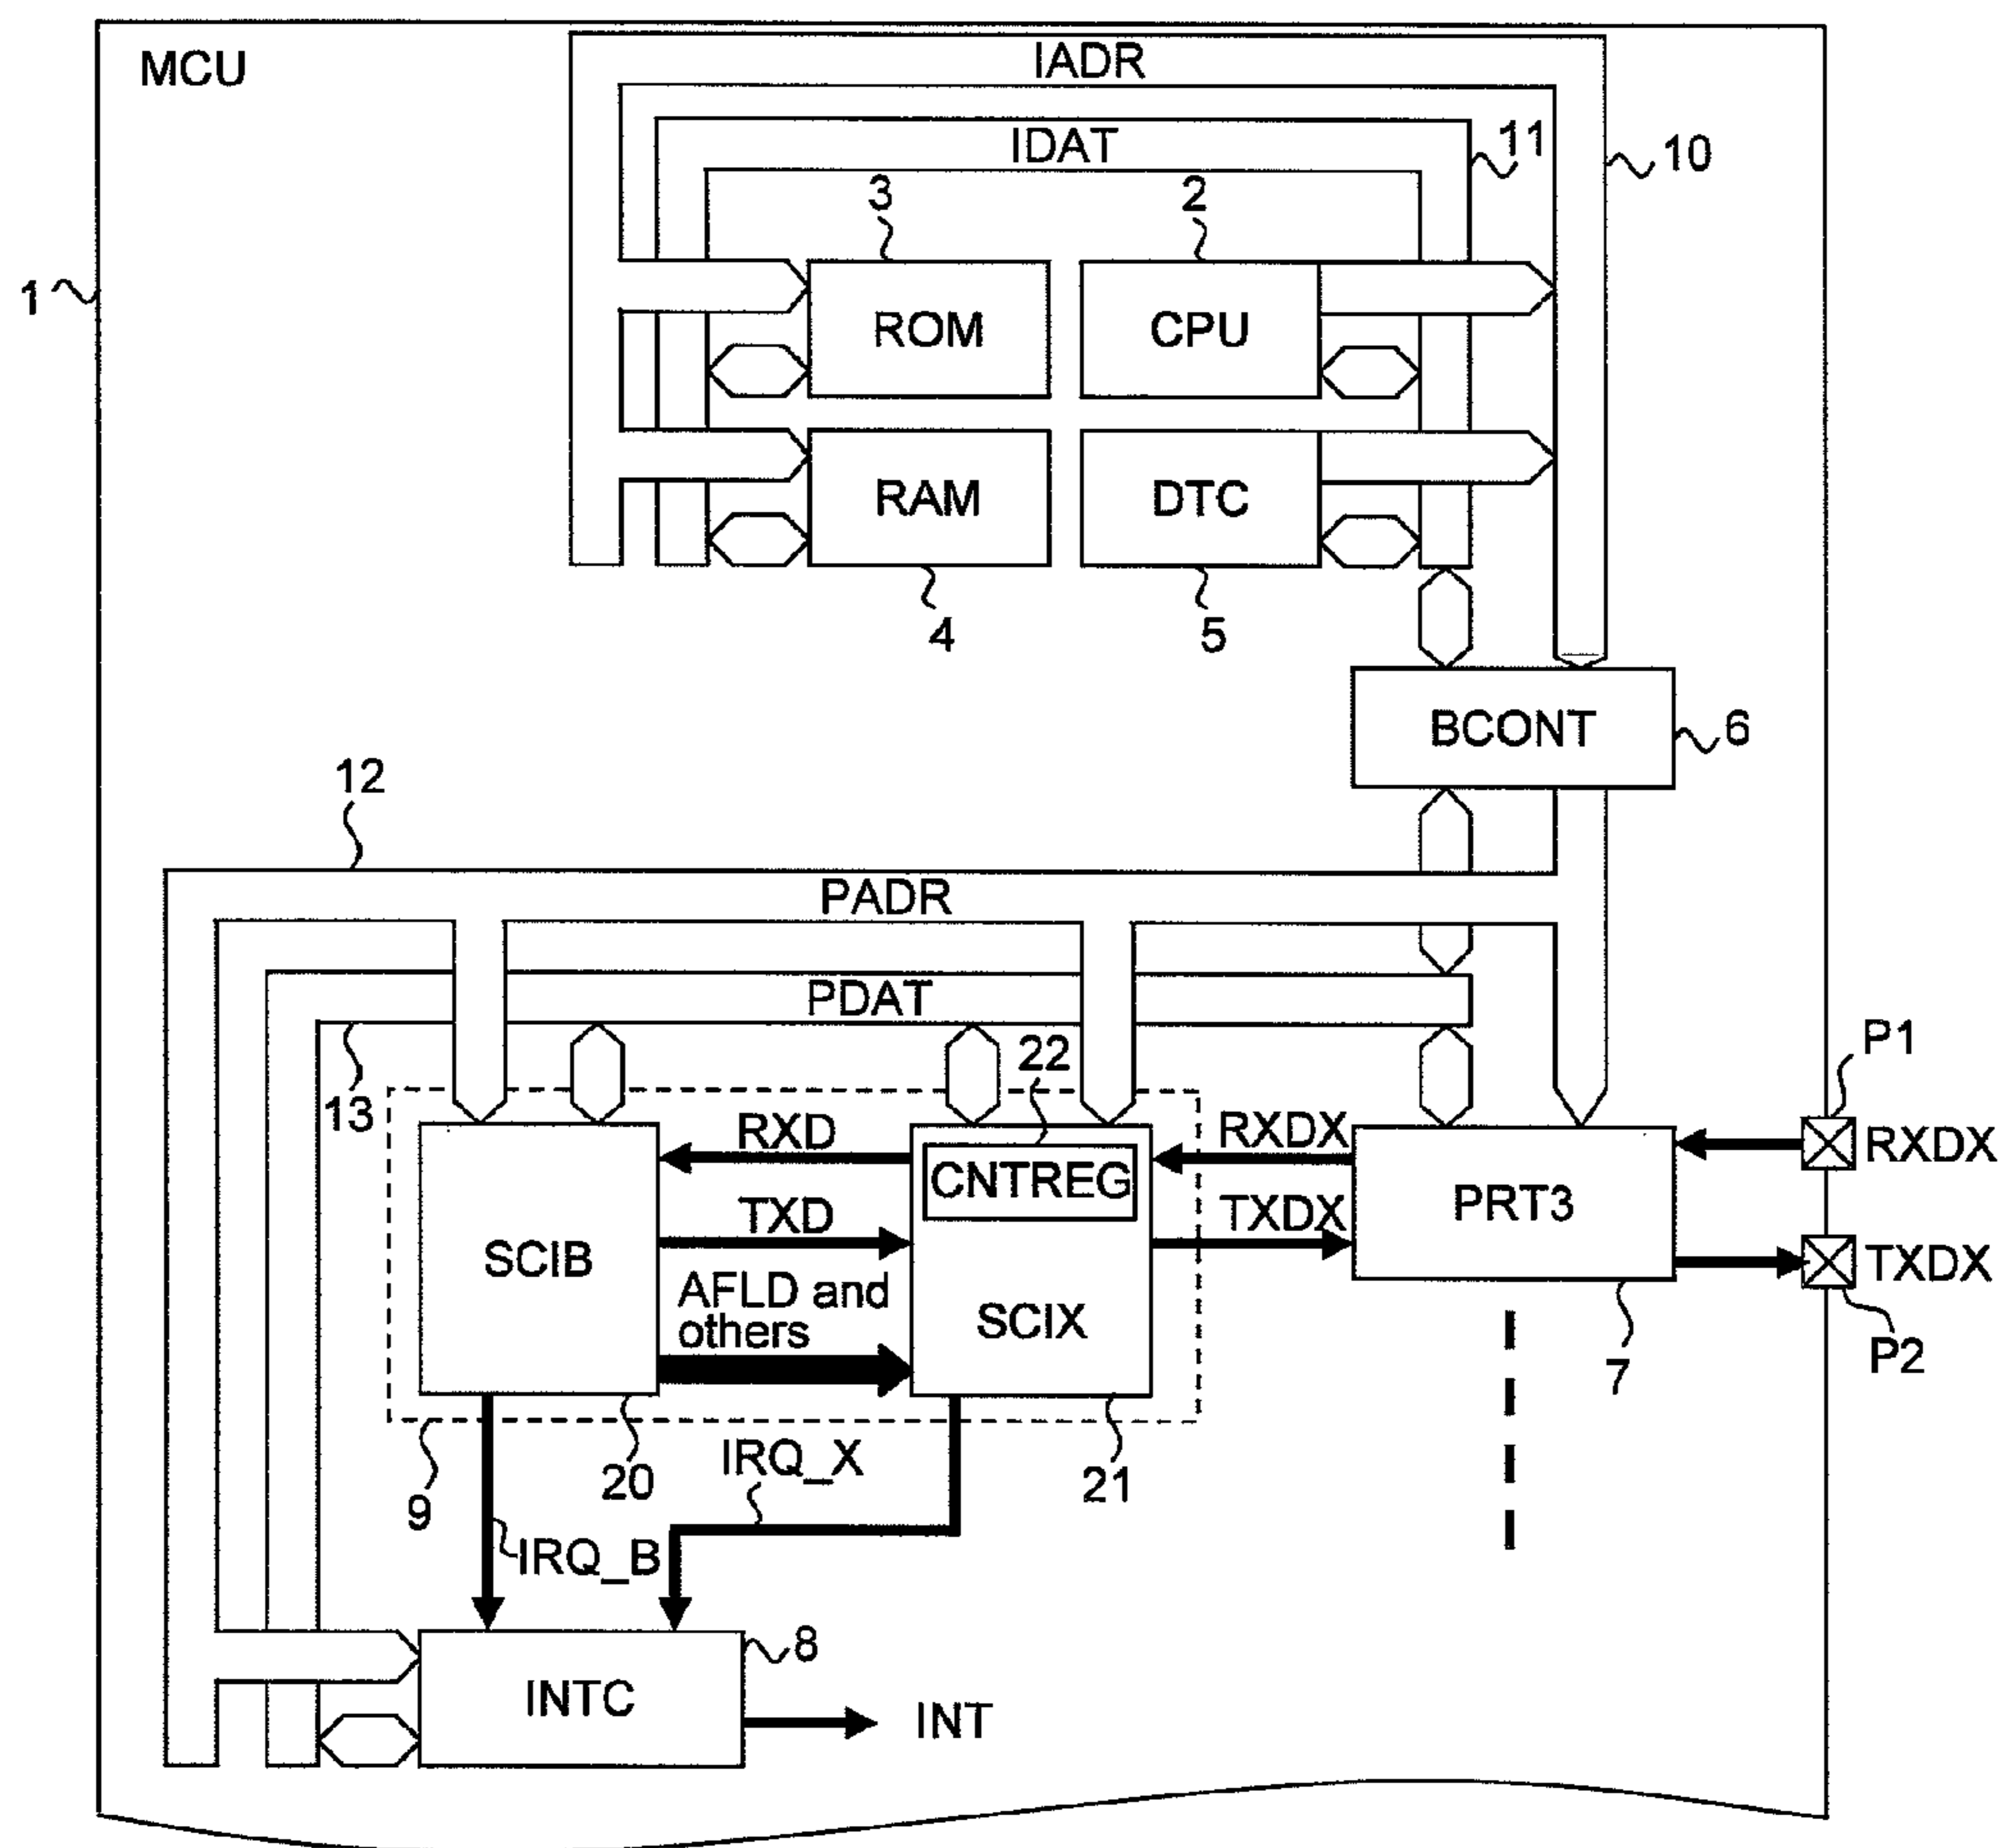 MCU
IADR
IDAT
11
10
3
2
1
ROM
CPU
RAM
DTC
4
5
BCONT
6
12
PADR
PDAT
13
22
P1
RXD
RXDX
RXDX
CNTREG
TXD
TXDX
PRT3
SCIB
TXDX
AFLD and
others
SCIX
P2
7
9
20
IRQ_X
21
IRQ_B
8
INTC
INT